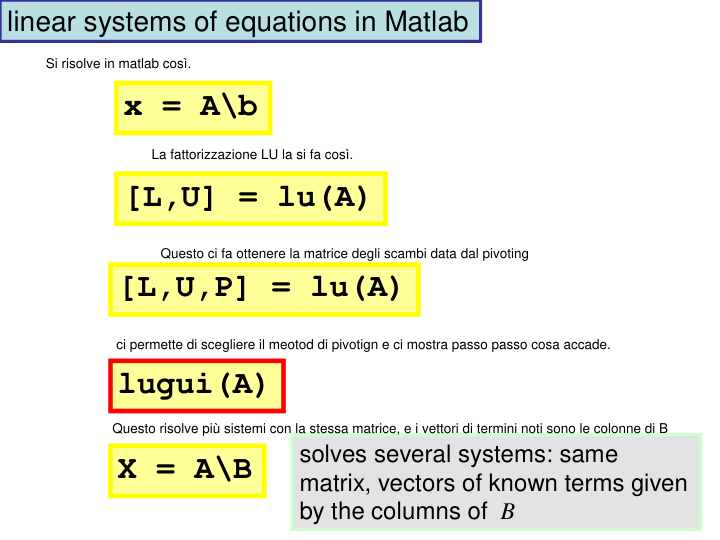 linear systems of equations in Matlab
Si risolve in matlab così.
x = A\b
La fattorizzazione LU la si fa così.
[L,U] = lu(A)
Questo ci fa ottenere la matrice degli scambi data dal pivoting
[L,U,P] = lu(A)
ci permette di scegliere il meotod di pivotign e ci mostra passo passo cosa accade.
lugui(A)
Questo risolve più sistemi con la stessa matrice, e i vettori di termini noti sono le colonne di B
X = A\B
solves several systems: same
matrix, vectors of known terms given
by the columns of B